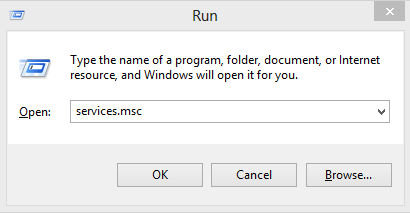 Run
Type the name of a program, folder, document, or Internet
resource, and Windows will open it for you.
Open: services.msc
OK Cancel Browse...